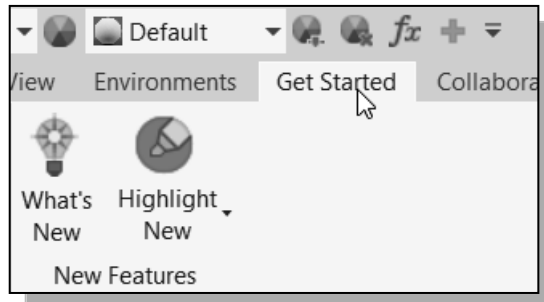 Default fx
View Environments Get Started Collabora
What's Highlight
New New
New Features